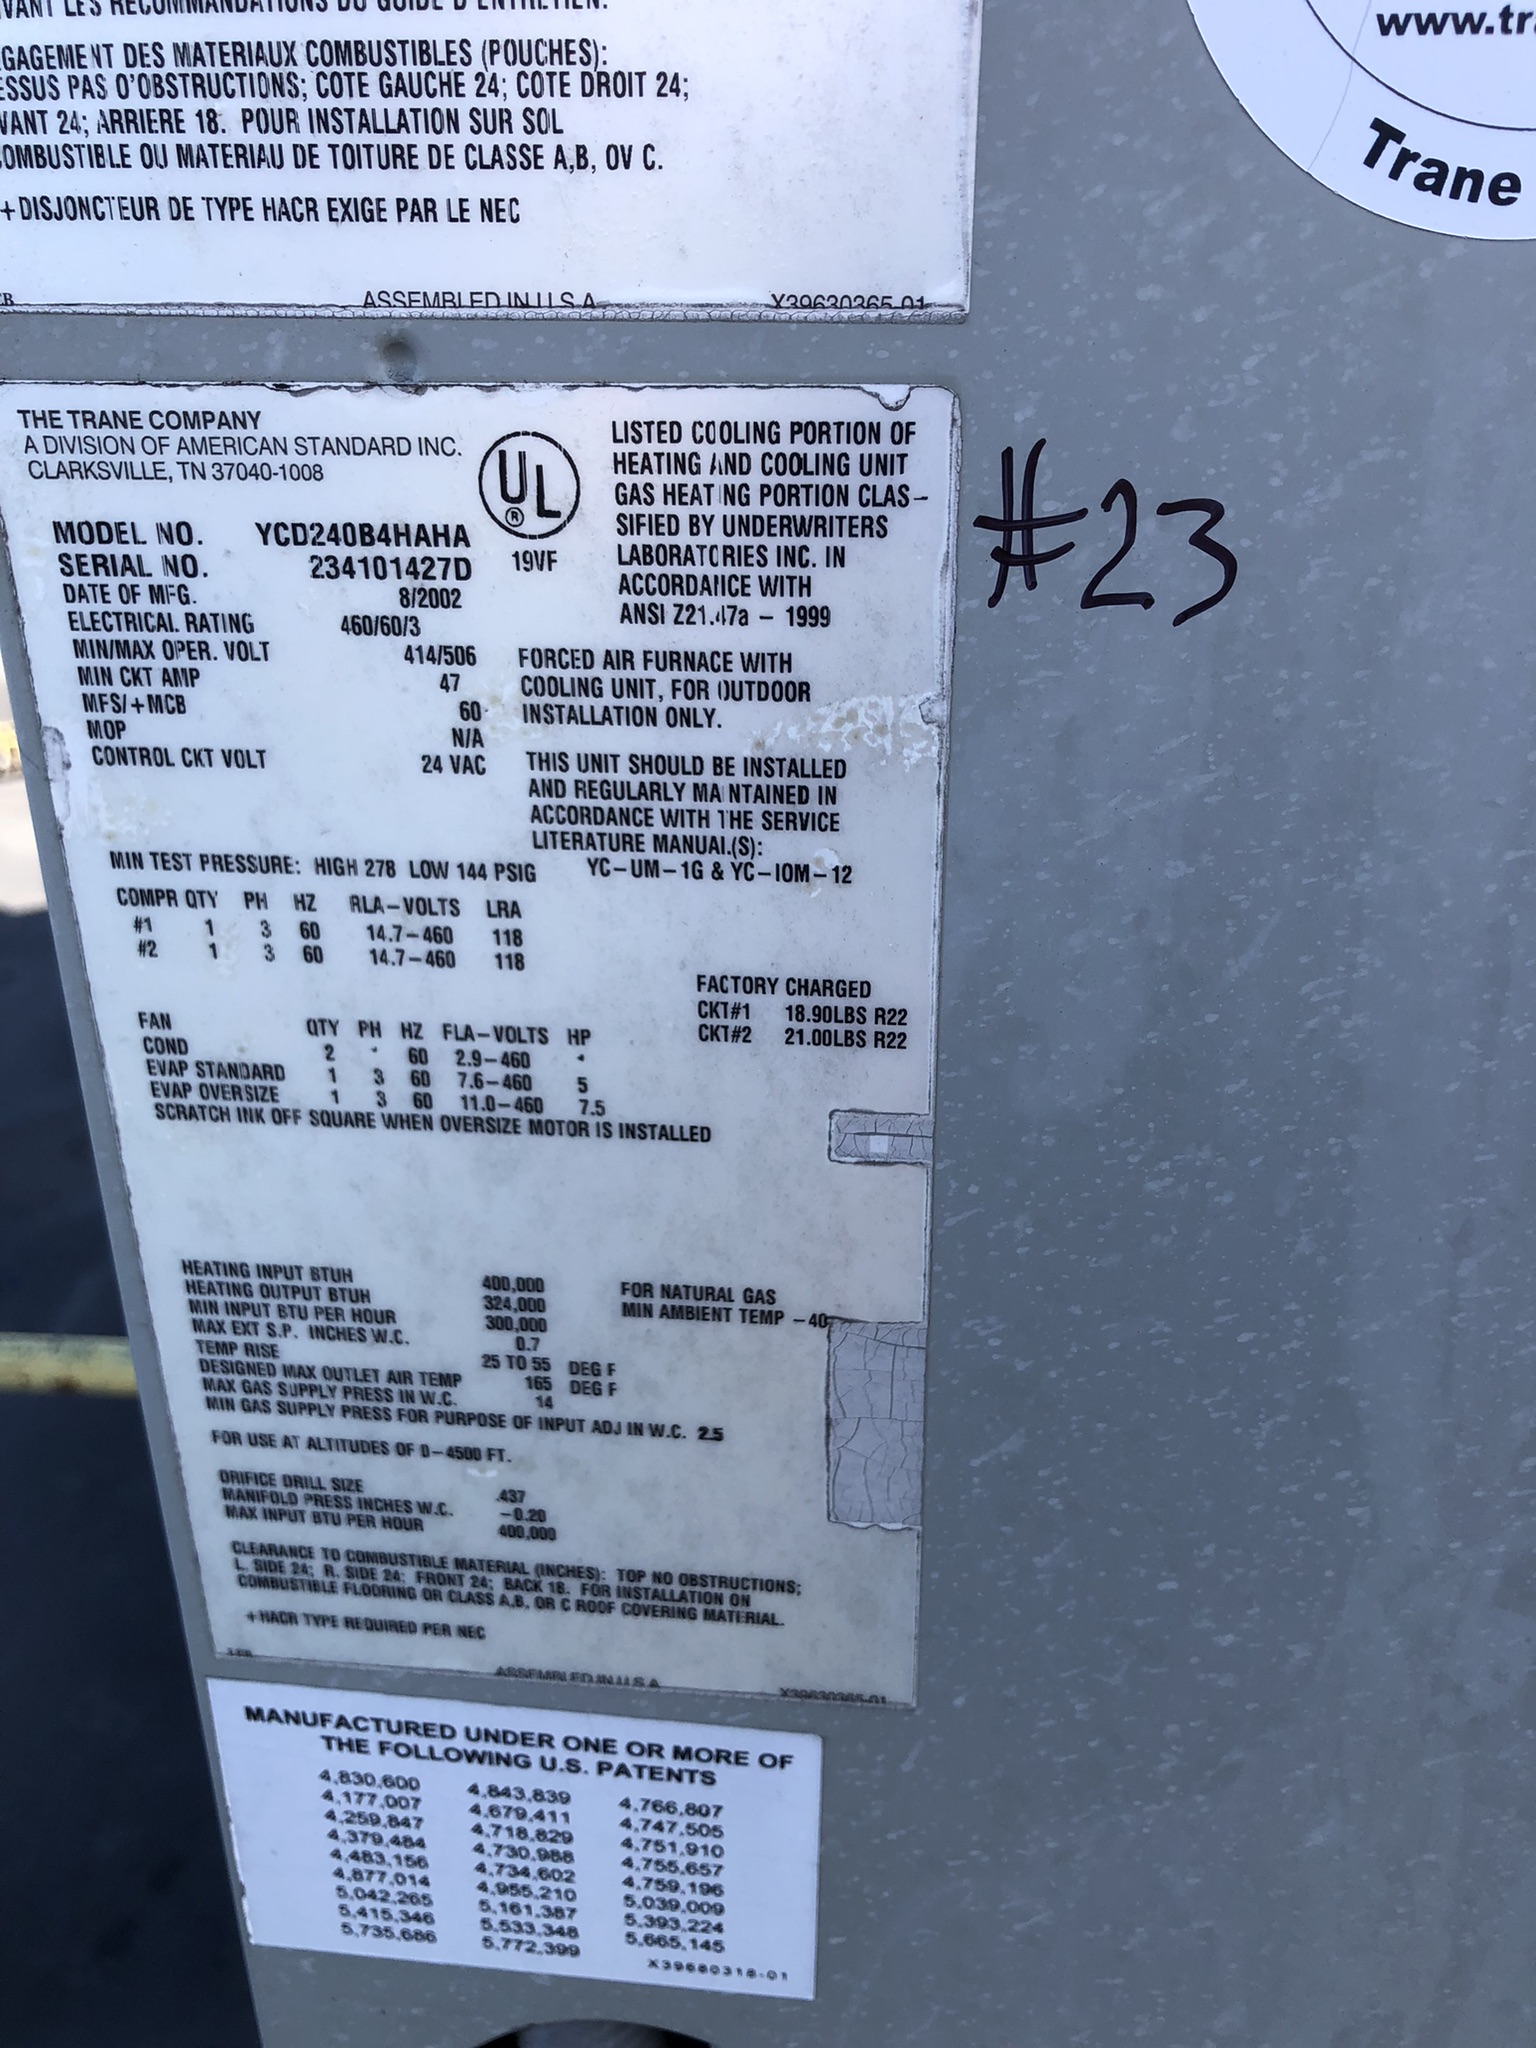 VANT LES RECOMMANDATIONS DU GUIDE D'ENTRETIEN.
GAGEMENT DES MATERIAUX COMBUSTIBLES (POUCHES):
ESSUS PAS O'OBSTRUCTIONS; COTE GAUCHE 24; COTE DROIT 24;
VANT 24; ARRIERE 18. POUR INSTALLATION SUR SOL
OMBUSTIBLE OU MATERIAU DE TOITURE DE CLASSE A,B, OV C.
+DISJONCTEUR DE TYPE HACR EXIGE PAR LE NEC
ASSEMBLED IN U.S.A. X39630365-01
www.tr
Trane
THE TRANE COMPANY
A DIVISION OF AMERICAN STANDARD INC.
CLARKSVILLE, TN 37040-1008
UL
®
19VF
LISTED COOLING PORTION OF
HEATING AND COOLING UNIT
GAS HEATING PORTION CLAS-
SIFIED BY UNDERWRITERS
LABORATORIES INC. IN
ACCORDANCE WITH
ANSI Z21.47a - 1999
#23
MODEL NO. YCD240B4HAHA
SERIAL NO. 234101427D
DATE OF MFG. 8/2002
ELECTRICAL RATING 460/60/3
MIN/MAX OPER. VOLT 414/506
MIN CKT AMP 47
MFS/+MCB 60
MOP N/A
CONTROL CKT VOLT 24 VAC
FORCED AIR FURNACE WITH
COOLING UNIT, FOR OUTDOOR
INSTALLATION ONLY.
THIS UNIT SHOULD BE INSTALLED
AND REGULARLY MAINTAINED IN
ACCORDANCE WITH THE SERVICE
LITERATURE MANUAL(S):
YC-UM-1G & YC-IOM-12
MIN TEST PRESSURE: HIGH 278 LOW 144 PSIG
COMPR QTY PH HZ RLA-VOLTS LRA
#1 1 3 60 14.7-460 118
#2 1 3 60 14.7-460 118
FACTORY CHARGED
CKT#1 18.90LBS R22
CKT#2 21.00LBS R22
FAN QTY PH HZ FLA-VOLTS HP
COND 2 * 60 2.9-460 *
EVAP STANDARD 1 3 60 7.6-460 5
EVAP OVERSIZE 1 3 60 11.0-460 7.5
SCRATCH INK OFF SQUARE WHEN OVERSIZE MOTOR IS INSTALLED
HEATING INPUT BTUH 400,000
HEATING OUTPUT BTUH 324,000
MIN INPUT BTU PER HOUR 300,000
MAX EXT S.P. INCHES W.C. 0.7
TEMP RISE 25 TO 55 DEG F
DESIGNED MAX OUTLET AIR TEMP 165 DEG F
MAX GAS SUPPLY PRESS IN W.C. 14
MIN GAS SUPPLY PRESS FOR PURPOSE OF INPUT ADJ IN W.C. 2.5
FOR NATURAL GAS
MIN AMBIENT TEMP -40
FOR USE AT ALTITUDES OF 0-4500 FT.
ORIFICE DRILL SIZE .437
MANIFOLD PRESS INCHES W.C. -0.20
MAX INPUT BTU PER HOUR 400,000
CLEARANCE TO COMBUSTIBLE MATERIAL (INCHES): TOP NO OBSTRUCTIONS;
L. SIDE 24; R. SIDE 24; FRONT 24; BACK 18. FOR INSTALLATION ON
COMBUSTIBLE FLOORING OR CLASS A,B, OR C ROOF COVERING MATERIAL.
+HACR TYPE REQUIRED PER NEC
ASSEMBLED IN U.S.A. X39630365-01
MANUFACTURED UNDER ONE OR MORE OF
THE FOLLOWING U.S. PATENTS
4,830,600 4,843,839 4,766,807
4,177,007 4,679,411 4,747,505
4,259,847 4,718,829 4,751,910
4,379,484 4,730,988 4,755,657
4,483,156 4,734,602 4,759,196
4,877,014 4,955,210 5,039,009
5,042,265 5,161,387 5,393,224
5,415,346 5,533,348 5,665,145
5,735,686 5,772,399
X39680318-01